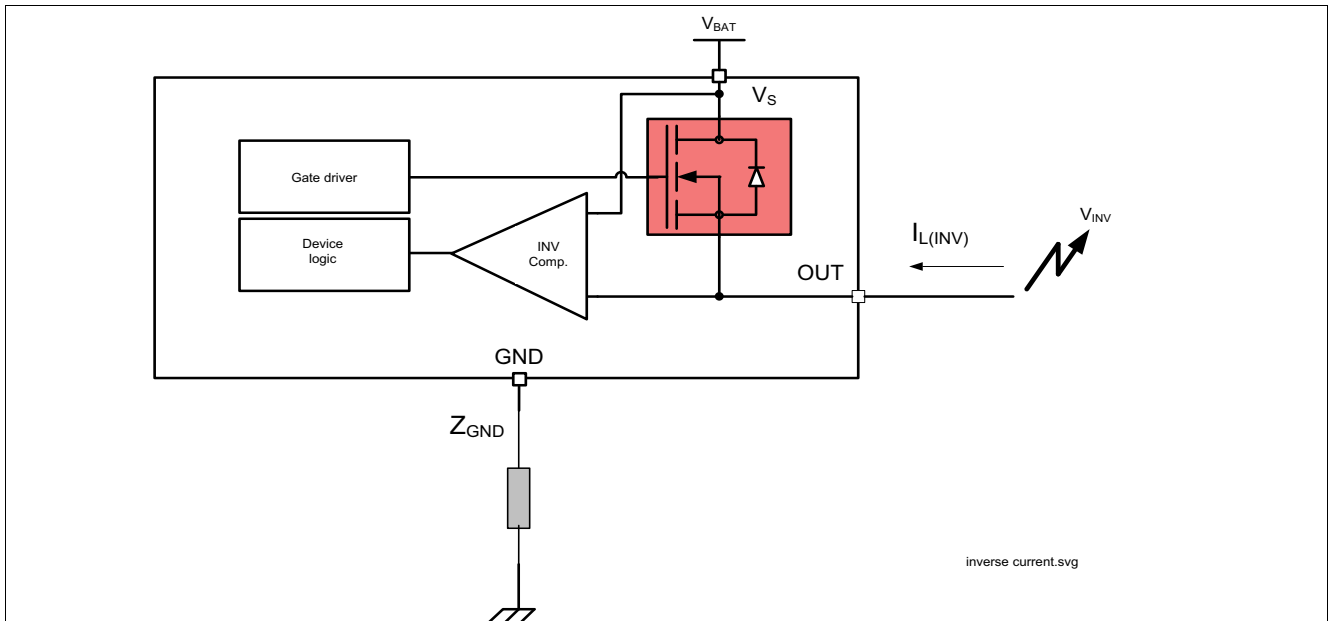 VBAT
VS
Gate driver
Device
logic
INV
Comp.
OUT
IL(INV)
VINV
GND
ZGND
inverse current.svg